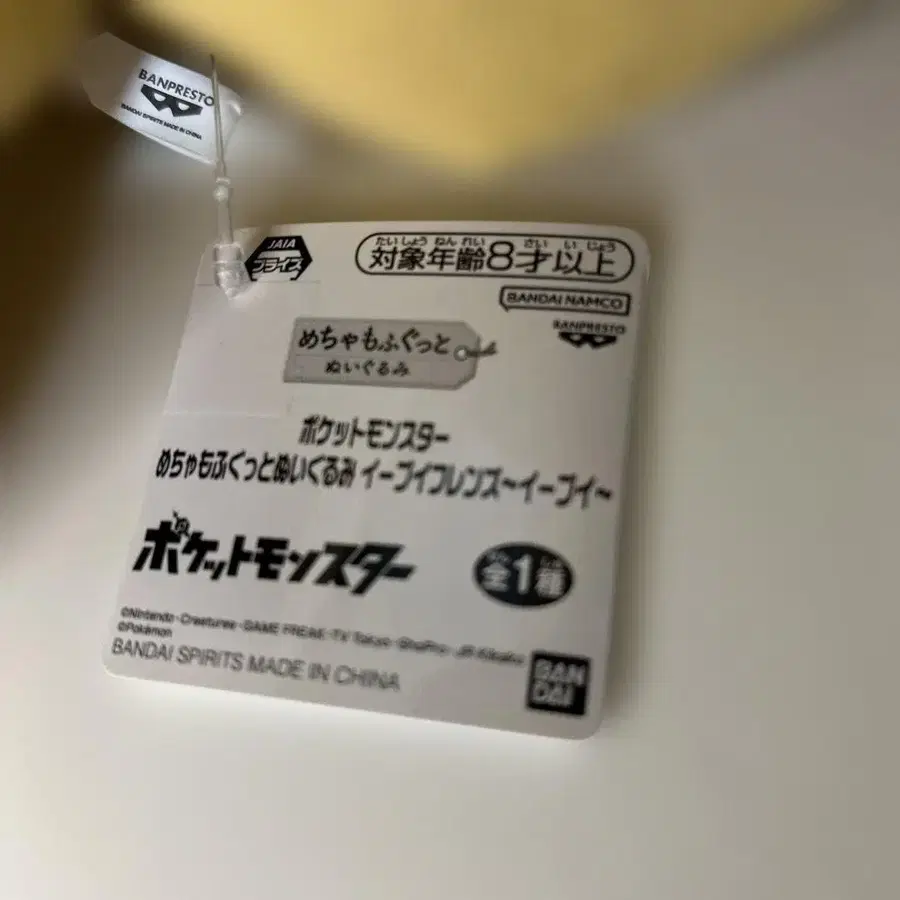 BANPRESTO
BANDAI SPIRITS MADE IN CHINA
JAIA
プライズ
たいしょう ねん れい さい い じょう
対象年齢8才以上
BANDAI NAMCO
BANPRESTO
めちゃもふぐっと
ぬいぐるみ
ポケットモンスター
めちゃもふぐっとぬいぐるみ イーブイフレンズ～イーブイ～
ポケットモンスター
全1種
©Nintendo・Creatures・GAME FREAK・TV Tokyo・ShoPro・JR Kikaku
©Pokémon
BANDAI SPIRITS MADE IN CHINA
BAN
DAI